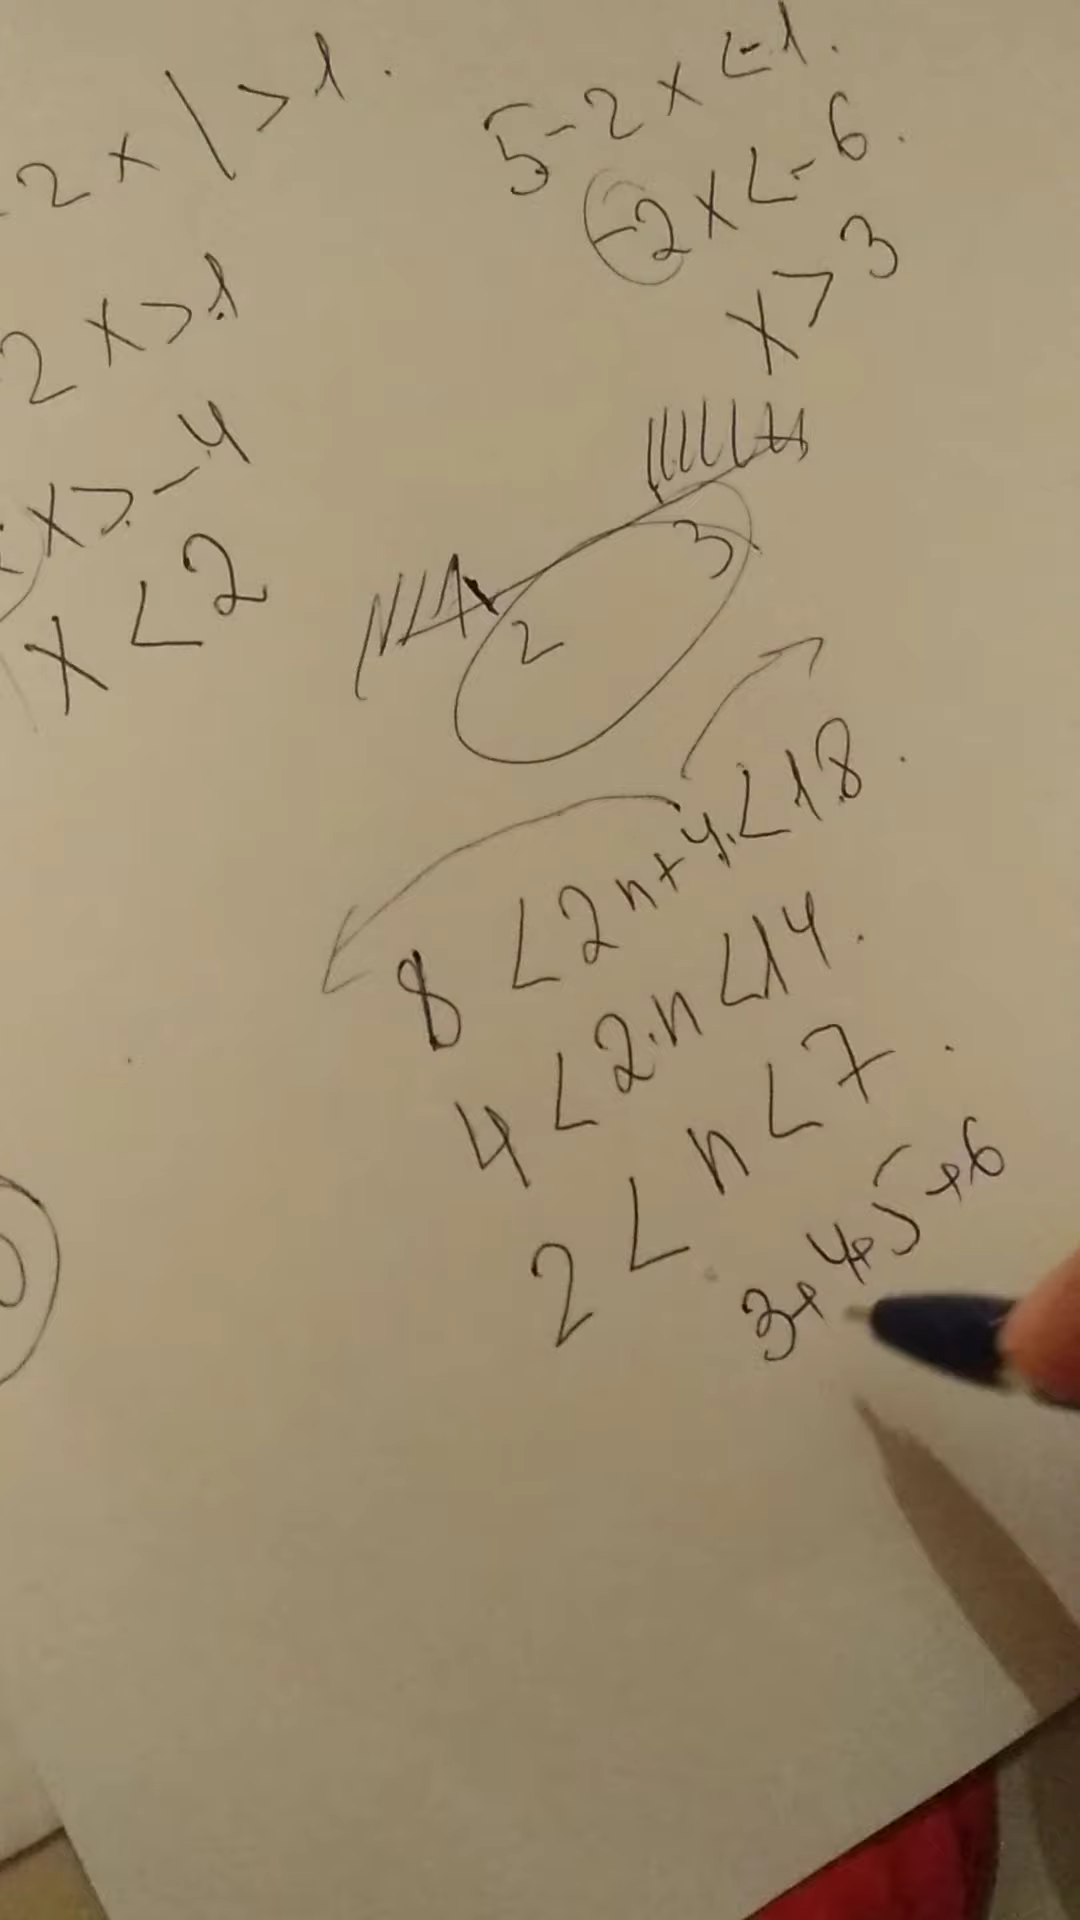 -2x|>1.
2x>1
x>-4
x<2
5-2x<-1.
-2x<-6.
x>3
2 3
8<2n+4<18.
4<2.n<14.
2<n<7.
3+4+5+6